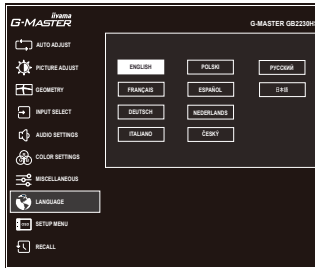 iiyama
G-MASTER
G-MASTER GB2230H
AUTO ADJUST
PICTURE ADJUST
GEOMETRY
INPUT SELECT
AUDIO SETTINGS
COLOR SETTINGS
MISCELLANEOUS
LANGUAGE
SETUP MENU
RECALL
ENGLISH
POLSKI
РУССКИЙ
FRANÇAIS
ESPAÑOL
日本語
DEUTSCH
NEDERLANDS
ITALIANO
ČESKÝ